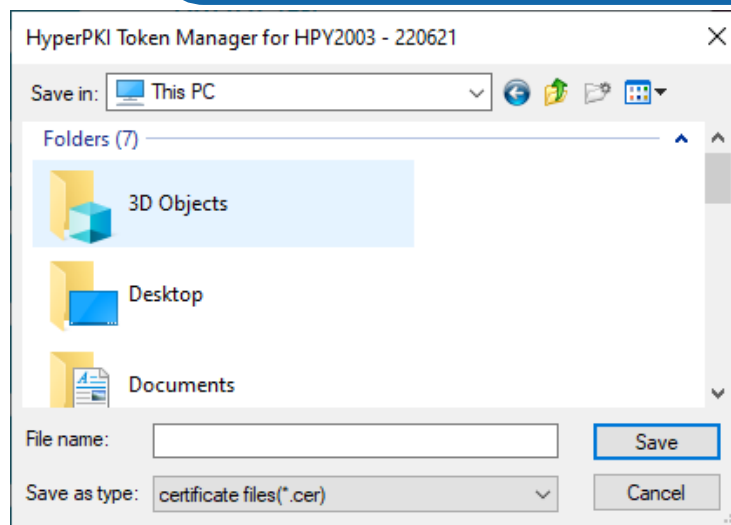 HyperPKI Token Manager for HPY2003 - 220621
Save in: This PC
Folders (7)
3D Objects
Desktop
Documents
File name:
Save
Save as type: certificate files(*.cer)
Cancel